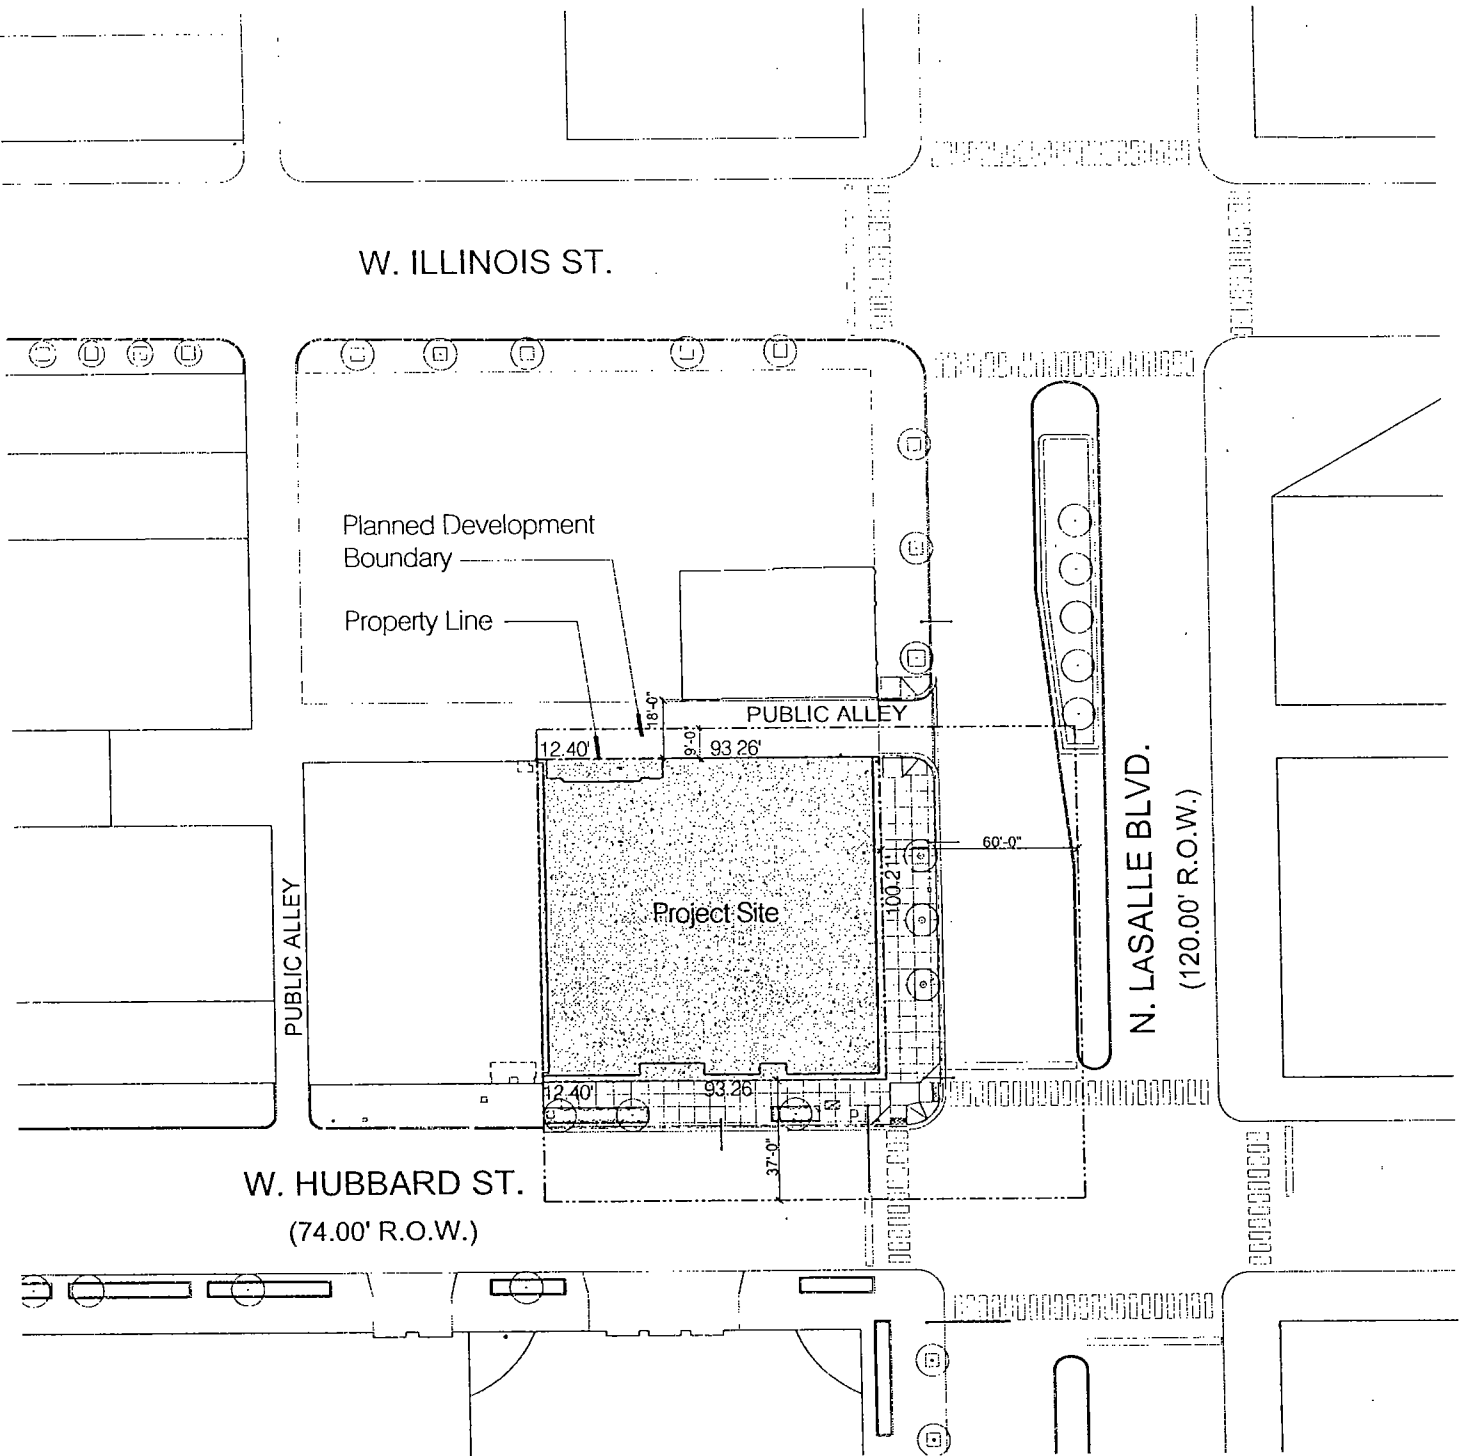 W. ILLINOIS ST.
Planned Development
Boundary
Property Line
18'-0"
PUBLIC ALLEY
12.40'
9'-0"
93.26'
N. LASALLE BLVD.
(120.00' R.O.W.)
60'-0"
100.21'
Project Site
PUBLIC ALLEY
12.40'
93.26'
37'-0"
W. HUBBARD ST.
(74.00' R.O.W.)